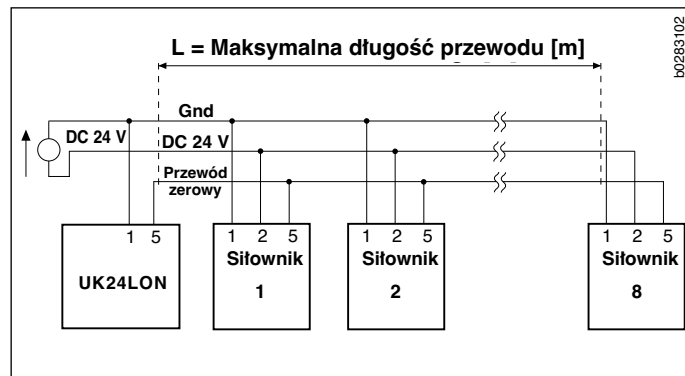 b0283102
L = Maksymalna długość przewodu [m]
Gnd
DC 24 V
DC 24 V
Przewód
zerowy
1 5
1 2 5
1 2 5
1 2 5
UK24LON
Siłownik
1
Siłownik
2
Siłownik
8